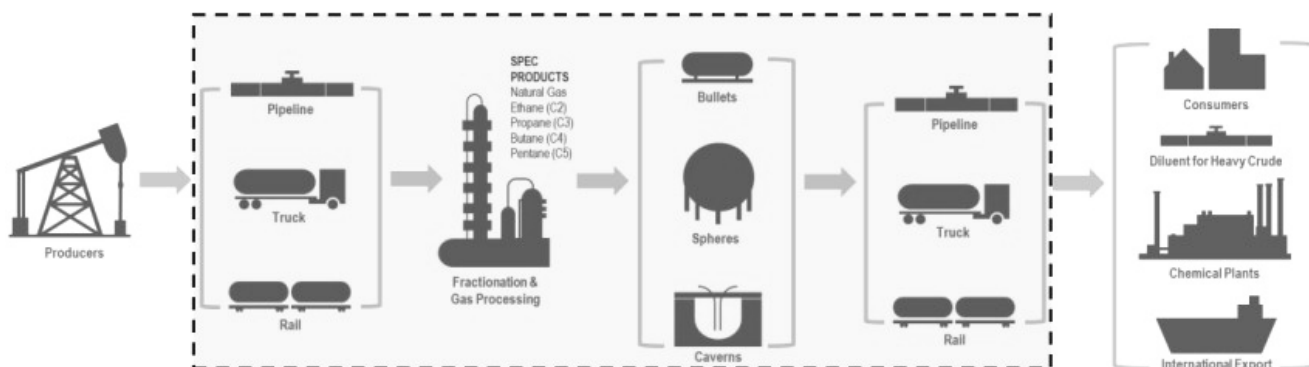 Producers
Pipeline
Truck
Rail
SPEC
PRODUCTS
Natural Gas
Ethane (C2)
Propane (C3)
Butane (C4)
Pentane (C5)
Fractionation &
Gas Processing
Bullets
Spheres
Caverns
Pipeline
Truck
Rail
Consumers
Diluent for Heavy Crude
Chemical Plants
International Export